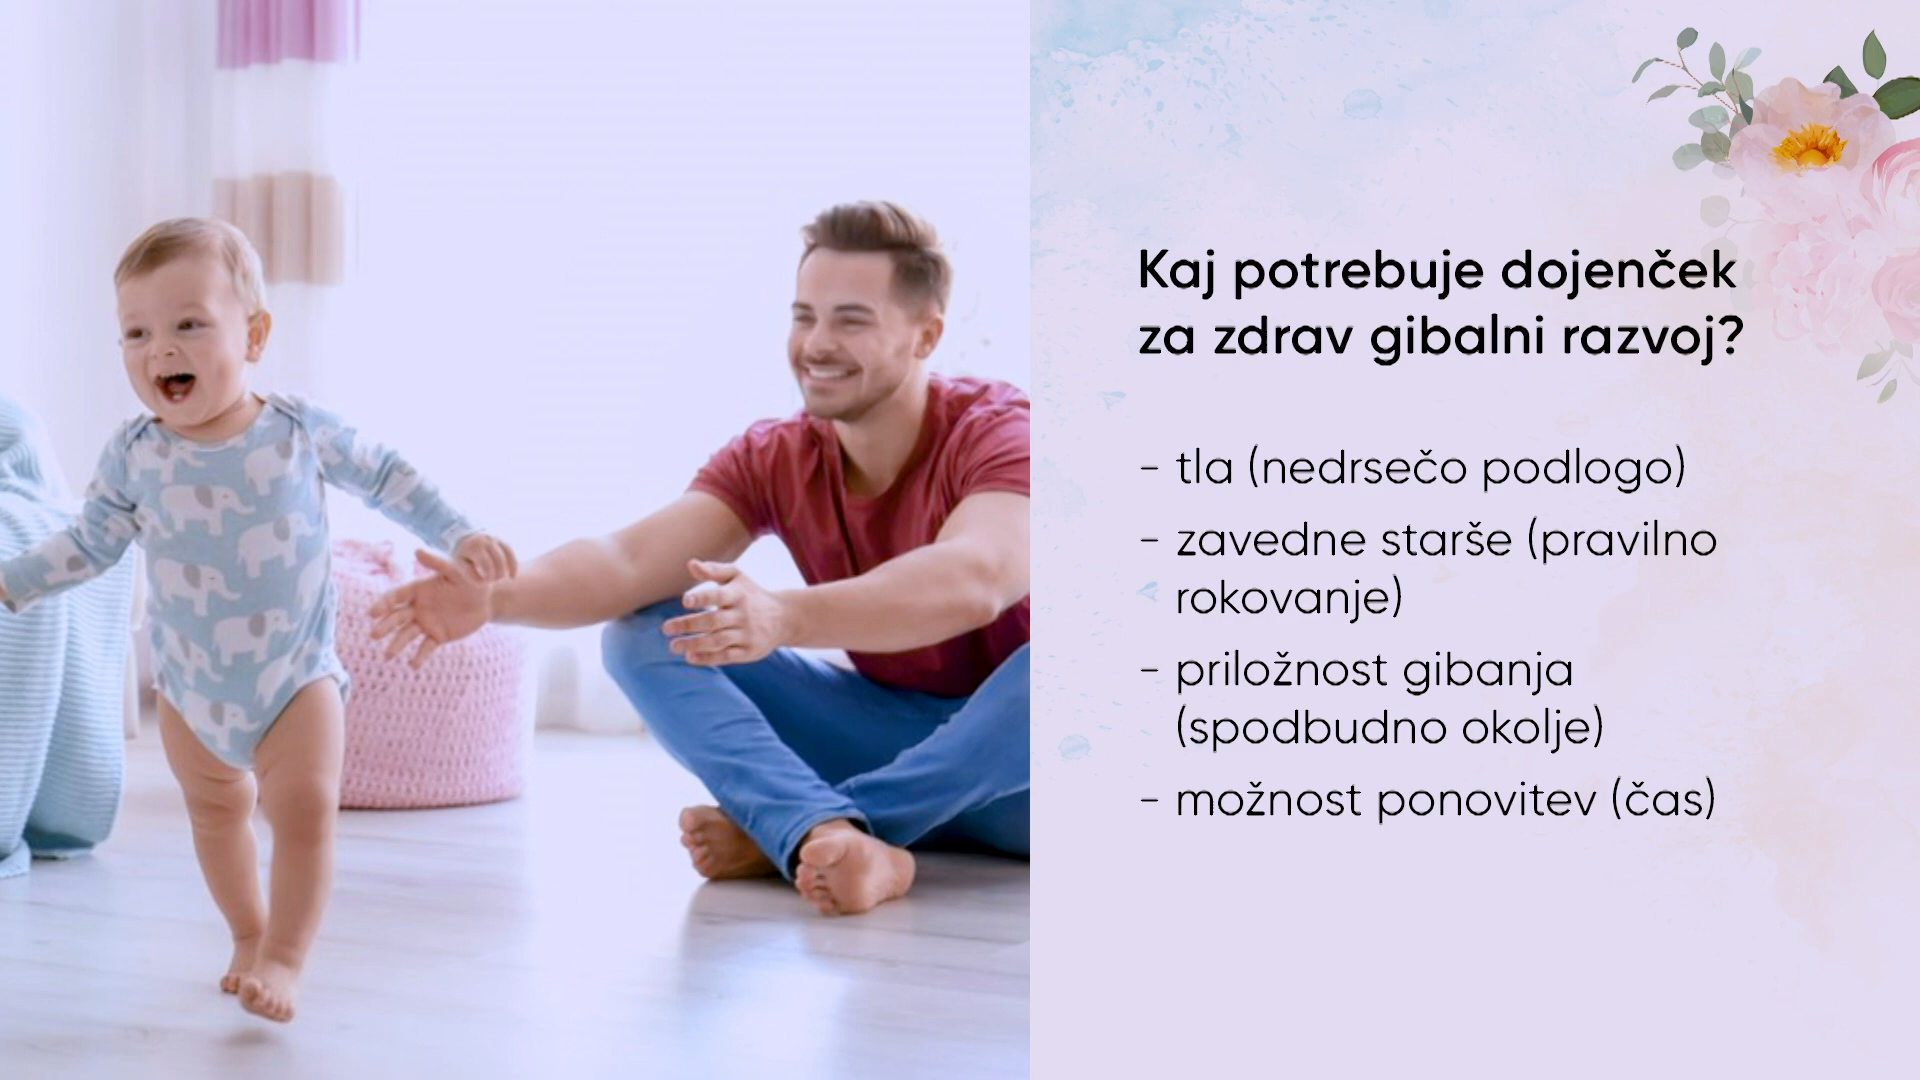 Kaj potrebuje dojenček
za zdrav gibalni razvoj?
- tla (nedrsečo podlogo)
- zavedne starše (pravilno
rokovanje)
- priložnost gibanja
(spodbudno okolje)
- možnost ponovitev (čas)